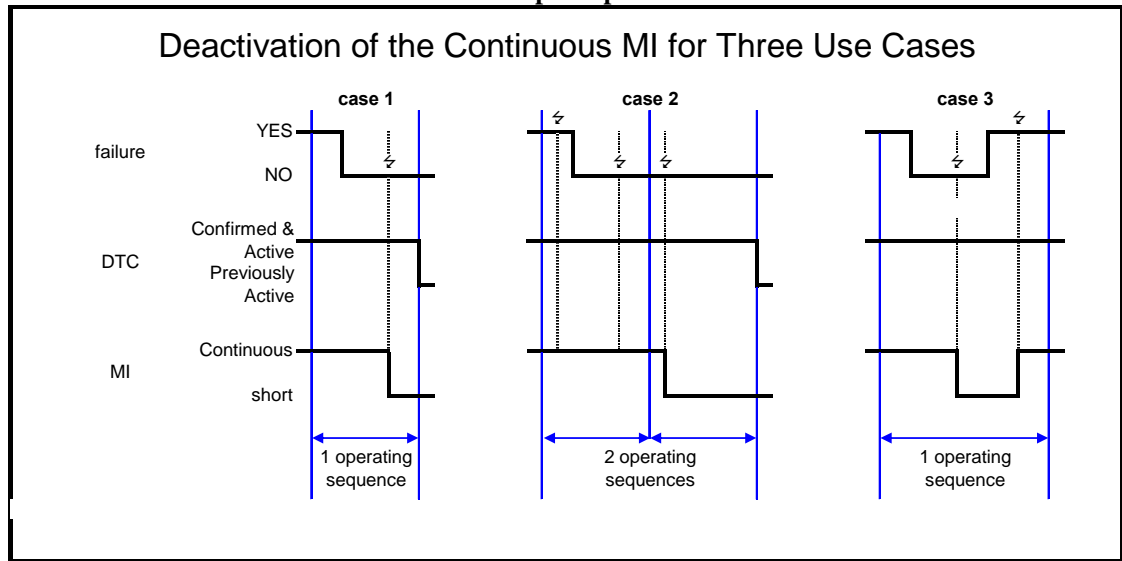 Deactivation of the Continuous MI for Three Use Cases
case 1
case 2
case 3
failure
YES
NO
DTC
Confirmed &
Active
Previously
Active
MI
Continuous
short
1 operating
sequence
2 operating
sequences
1 operating
sequence